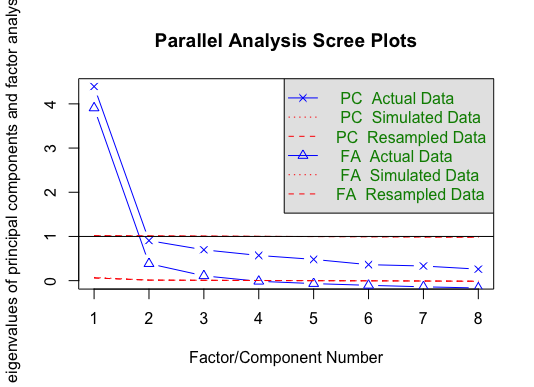 Parallel Analysis Scree Plots
eigenvalues of principal components and factor analys
4
3
2
1
0
PC Actual Data
PC Simulated Data
PC Resampled Data
FA Actual Data
FA Simulated Data
FA Resampled Data
1 2 3 4 5 6 7 8
Factor/Component Number